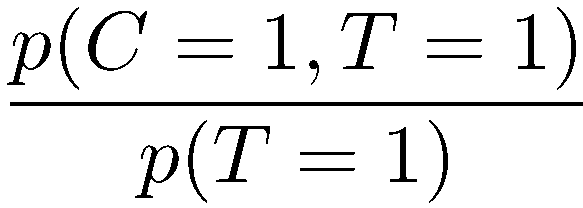 p(C = 1, T = 1)
p(T = 1)